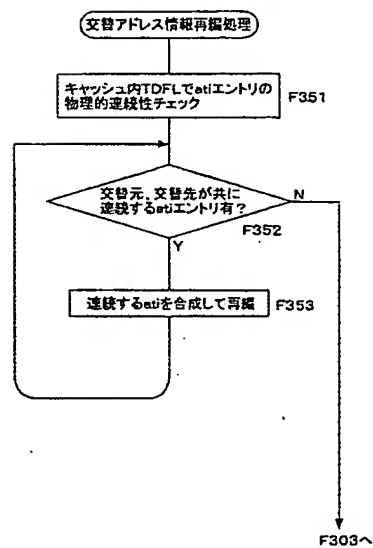 交替アドレス情報再編処理
キャッシュ内TDFLでatiエントリの
物理的連続性チェック
F351
交替元、交替先が共に
連続するatiエントリ有?
N
F352
Y
連続するatiを合成して再編
F353
F303へ